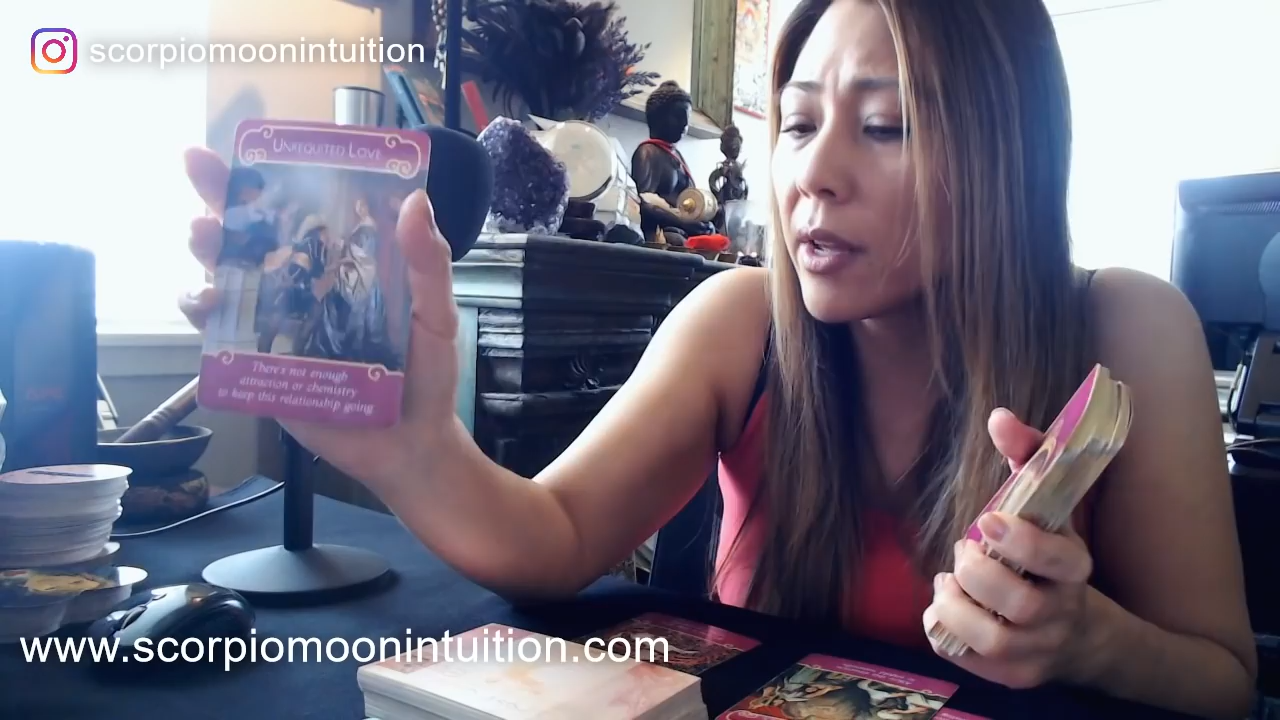 scorpiomoonintuition
UNREQUITED LOVE
There's not enough
attraction or chemistry
to keep this relationship going
www.scorpiomoonintuition.com